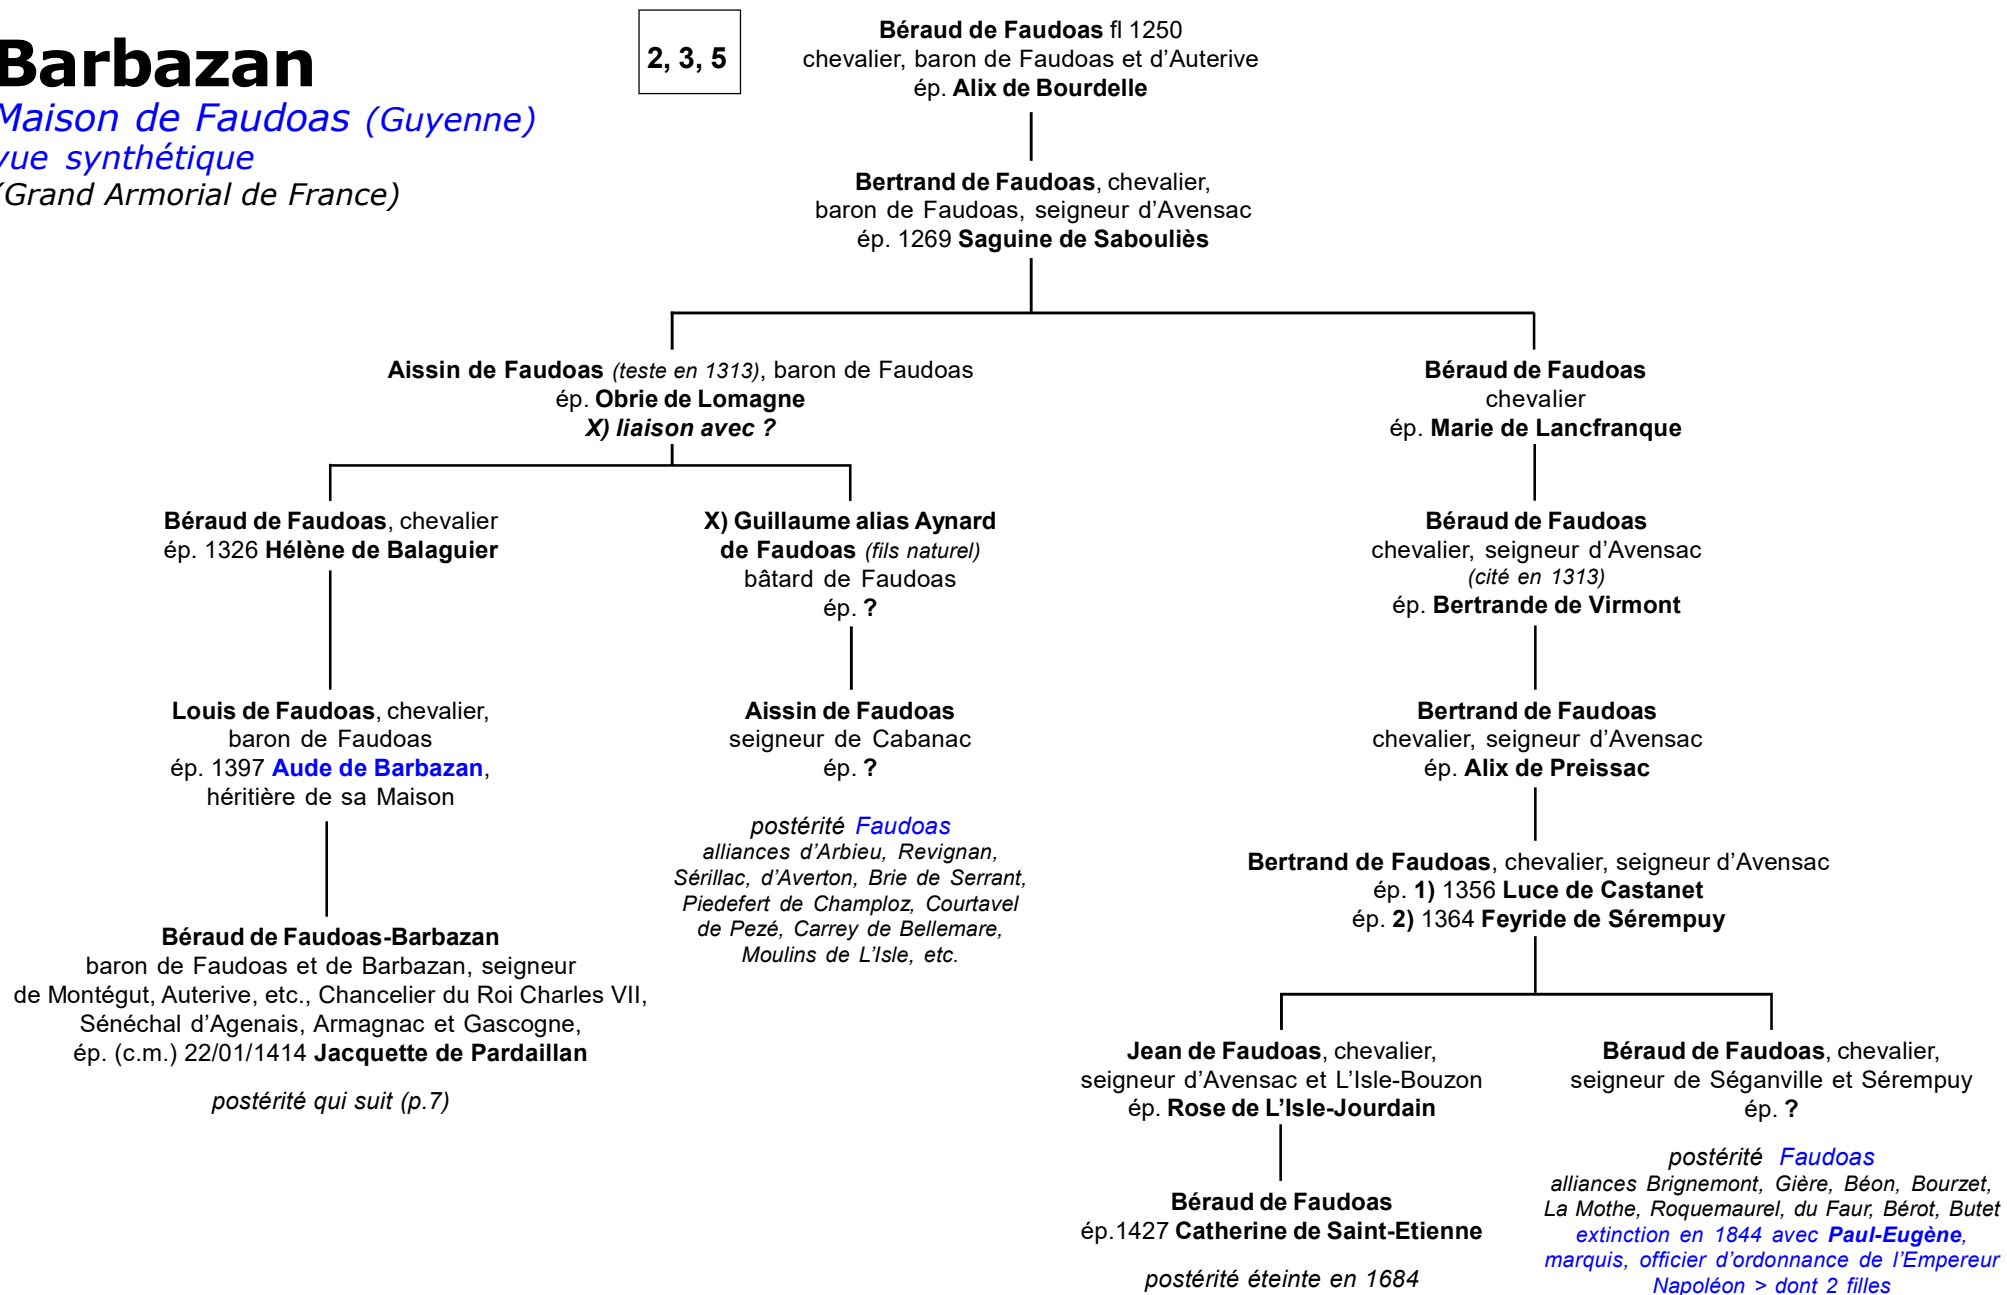 Barbazan
Maison de Faudoas (Guyenne)
vue synthétique
(Grand Armorial de France)
2, 3, 5
Béraud de Faudoas fl 1250
chevalier, baron de Faudoas et d'Auterive
ép. Alix de Bourdelle
Bertrand de Faudoas, chevalier,
baron de Faudoas, seigneur d'Avensac
ép. 1269 Saguine de Sabouliès
Aissin de Faudoas (teste en 1313), baron de Faudoas
ép. Obrie de Lomagne
X) liaison avec ?
Béraud de Faudoas
chevalier
ép. Marie de Lancfranque
Béraud de Faudoas, chevalier
ép. 1326 Hélène de Balaguier
X) Guillaume alias Aynard
de Faudoas (fils naturel)
bâtard de Faudoas
ép. ?
Béraud de Faudoas
chevalier, seigneur d'Avensac
(cité en 1313)
ép. Bertrande de Virmont
Louis de Faudoas, chevalier,
baron de Faudoas
ép. 1397 Aude de Barbazan,
héritière de sa Maison
Aissin de Faudoas
seigneur de Cabanac
ép. ?
postérité Faudoas
alliances d'Arbieu, Revignan,
Sérillac, d'Averton, Brie de Serrant,
Piedefert de Champloz, Courtavel
de Pezé, Carrey de Bellemare,
Moulins de L'Isle, etc.
Bertrand de Faudoas
chevalier, seigneur d'Avensac
ép. Alix de Preissac
Bertrand de Faudoas, chevalier, seigneur d'Avensac
ép. 1) 1356 Luce de Castanet
ép. 2) 1364 Feyride de Sérempuy
Béraud de Faudoas-Barbazan
baron de Faudoas et de Barbazan, seigneur
de Montégut, Auterive, etc., Chancelier du Roi Charles VII,
Sénéchal d'Agenais, Armagnac et Gascogne,
ép. (c.m.) 22/01/1414 Jacquette de Pardaillan
postérité qui suit (p.7)
Jean de Faudoas, chevalier,
seigneur d'Avensac et L'Isle-Bouzon
ép. Rose de L'Isle-Jourdain
Béraud de Faudoas
ép.1427 Catherine de Saint-Etienne
postérité éteinte en 1684
Béraud de Faudoas, chevalier,
seigneur de Séganville et Sérempuy
ép. ?
postérité Faudoas
alliances Brignemont, Gière, Béon, Bourzet,
La Mothe, Roquemaurel, du Faur, Bérot, Butet
extinction en 1844 avec Paul-Eugène,
marquis, officier d'ordonnance de l'Empereur
Napoléon > dont 2 filles